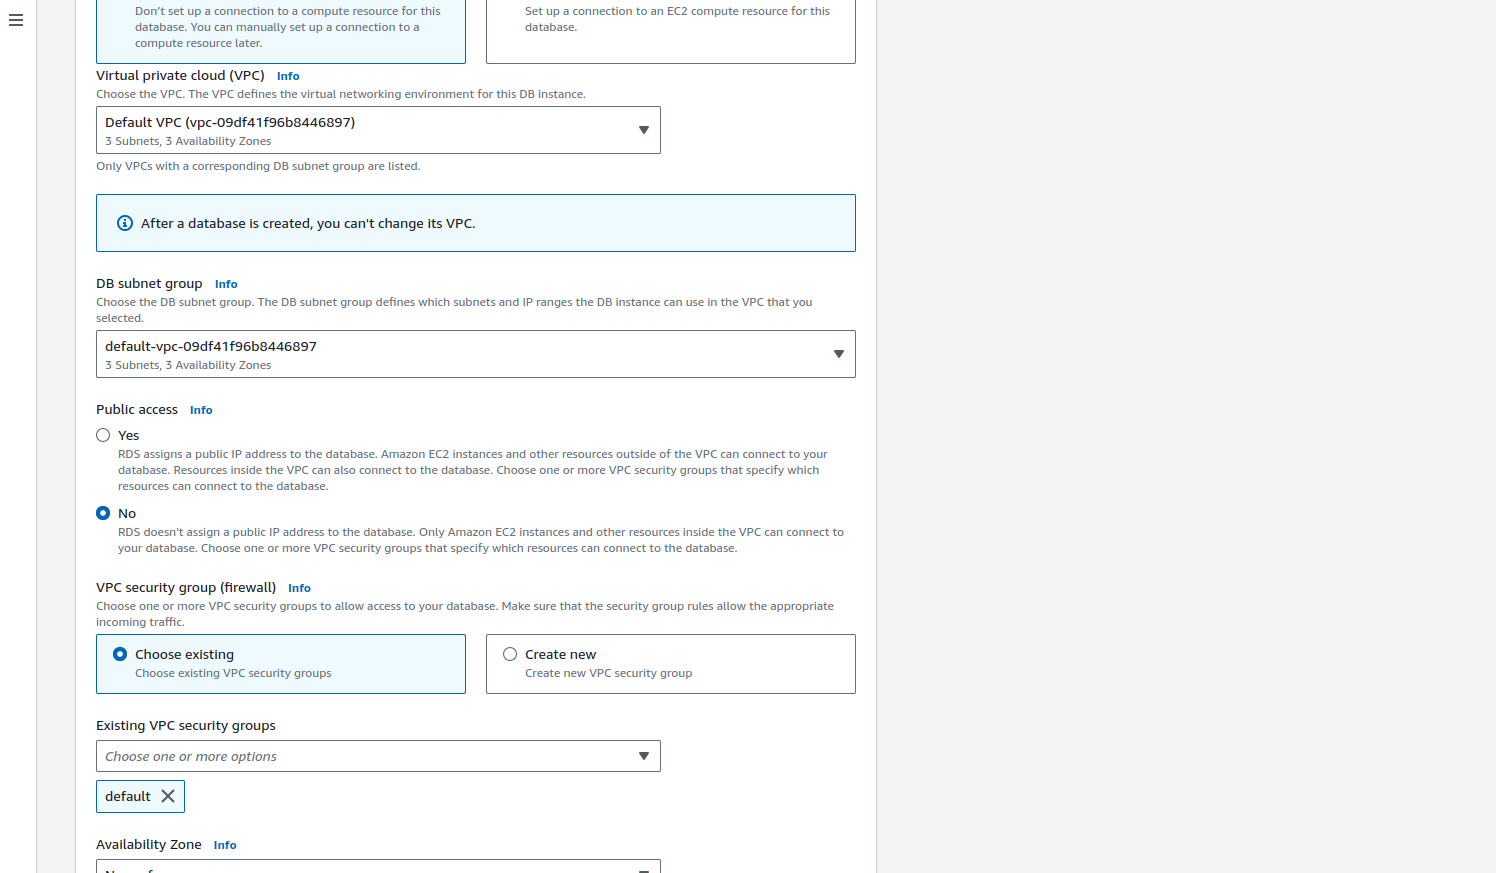 Don't set up a connection to a compute resource for this
database. You can manually set up a connection to a
compute resource later.
Set up a connection to an EC2 compute resource for this
database.
Virtual private cloud (VPC) Info
Choose the VPC. The VPC defines the virtual networking environment for this DB instance.
Default VPC (vpc-09df41f96b8446897)
3 Subnets, 3 Availability Zones
Only VPCs with a corresponding DB subnet group are listed.
After a database is created, you can't change its VPC.
DB subnet group Info
Choose the DB subnet group. The DB subnet group defines which subnets and IP ranges the DB instance can use in the VPC that you
selected.
default-vpc-09df41f96b8446897
3 Subnets, 3 Availability Zones
Public access Info
Yes
RDS assigns a public IP address to the database. Amazon EC2 instances and other resources outside of the VPC can connect to your
database. Resources inside the VPC can also connect to the database. Choose one or more VPC security groups that specify which
resources can connect to the database.
No
RDS doesn't assign a public IP address to the database. Only Amazon EC2 instances and other resources inside the VPC can connect to
your database. Choose one or more VPC security groups that specify which resources can connect to the database.
VPC security group (firewall) Info
Choose one or more VPC security groups to allow access to your database. Make sure that the security group rules allow the appropriate
incoming traffic.
Choose existing
Choose existing VPC security groups
Create new
Create new VPC security group
Existing VPC security groups
Choose one or more options
default
Availability Zone Info